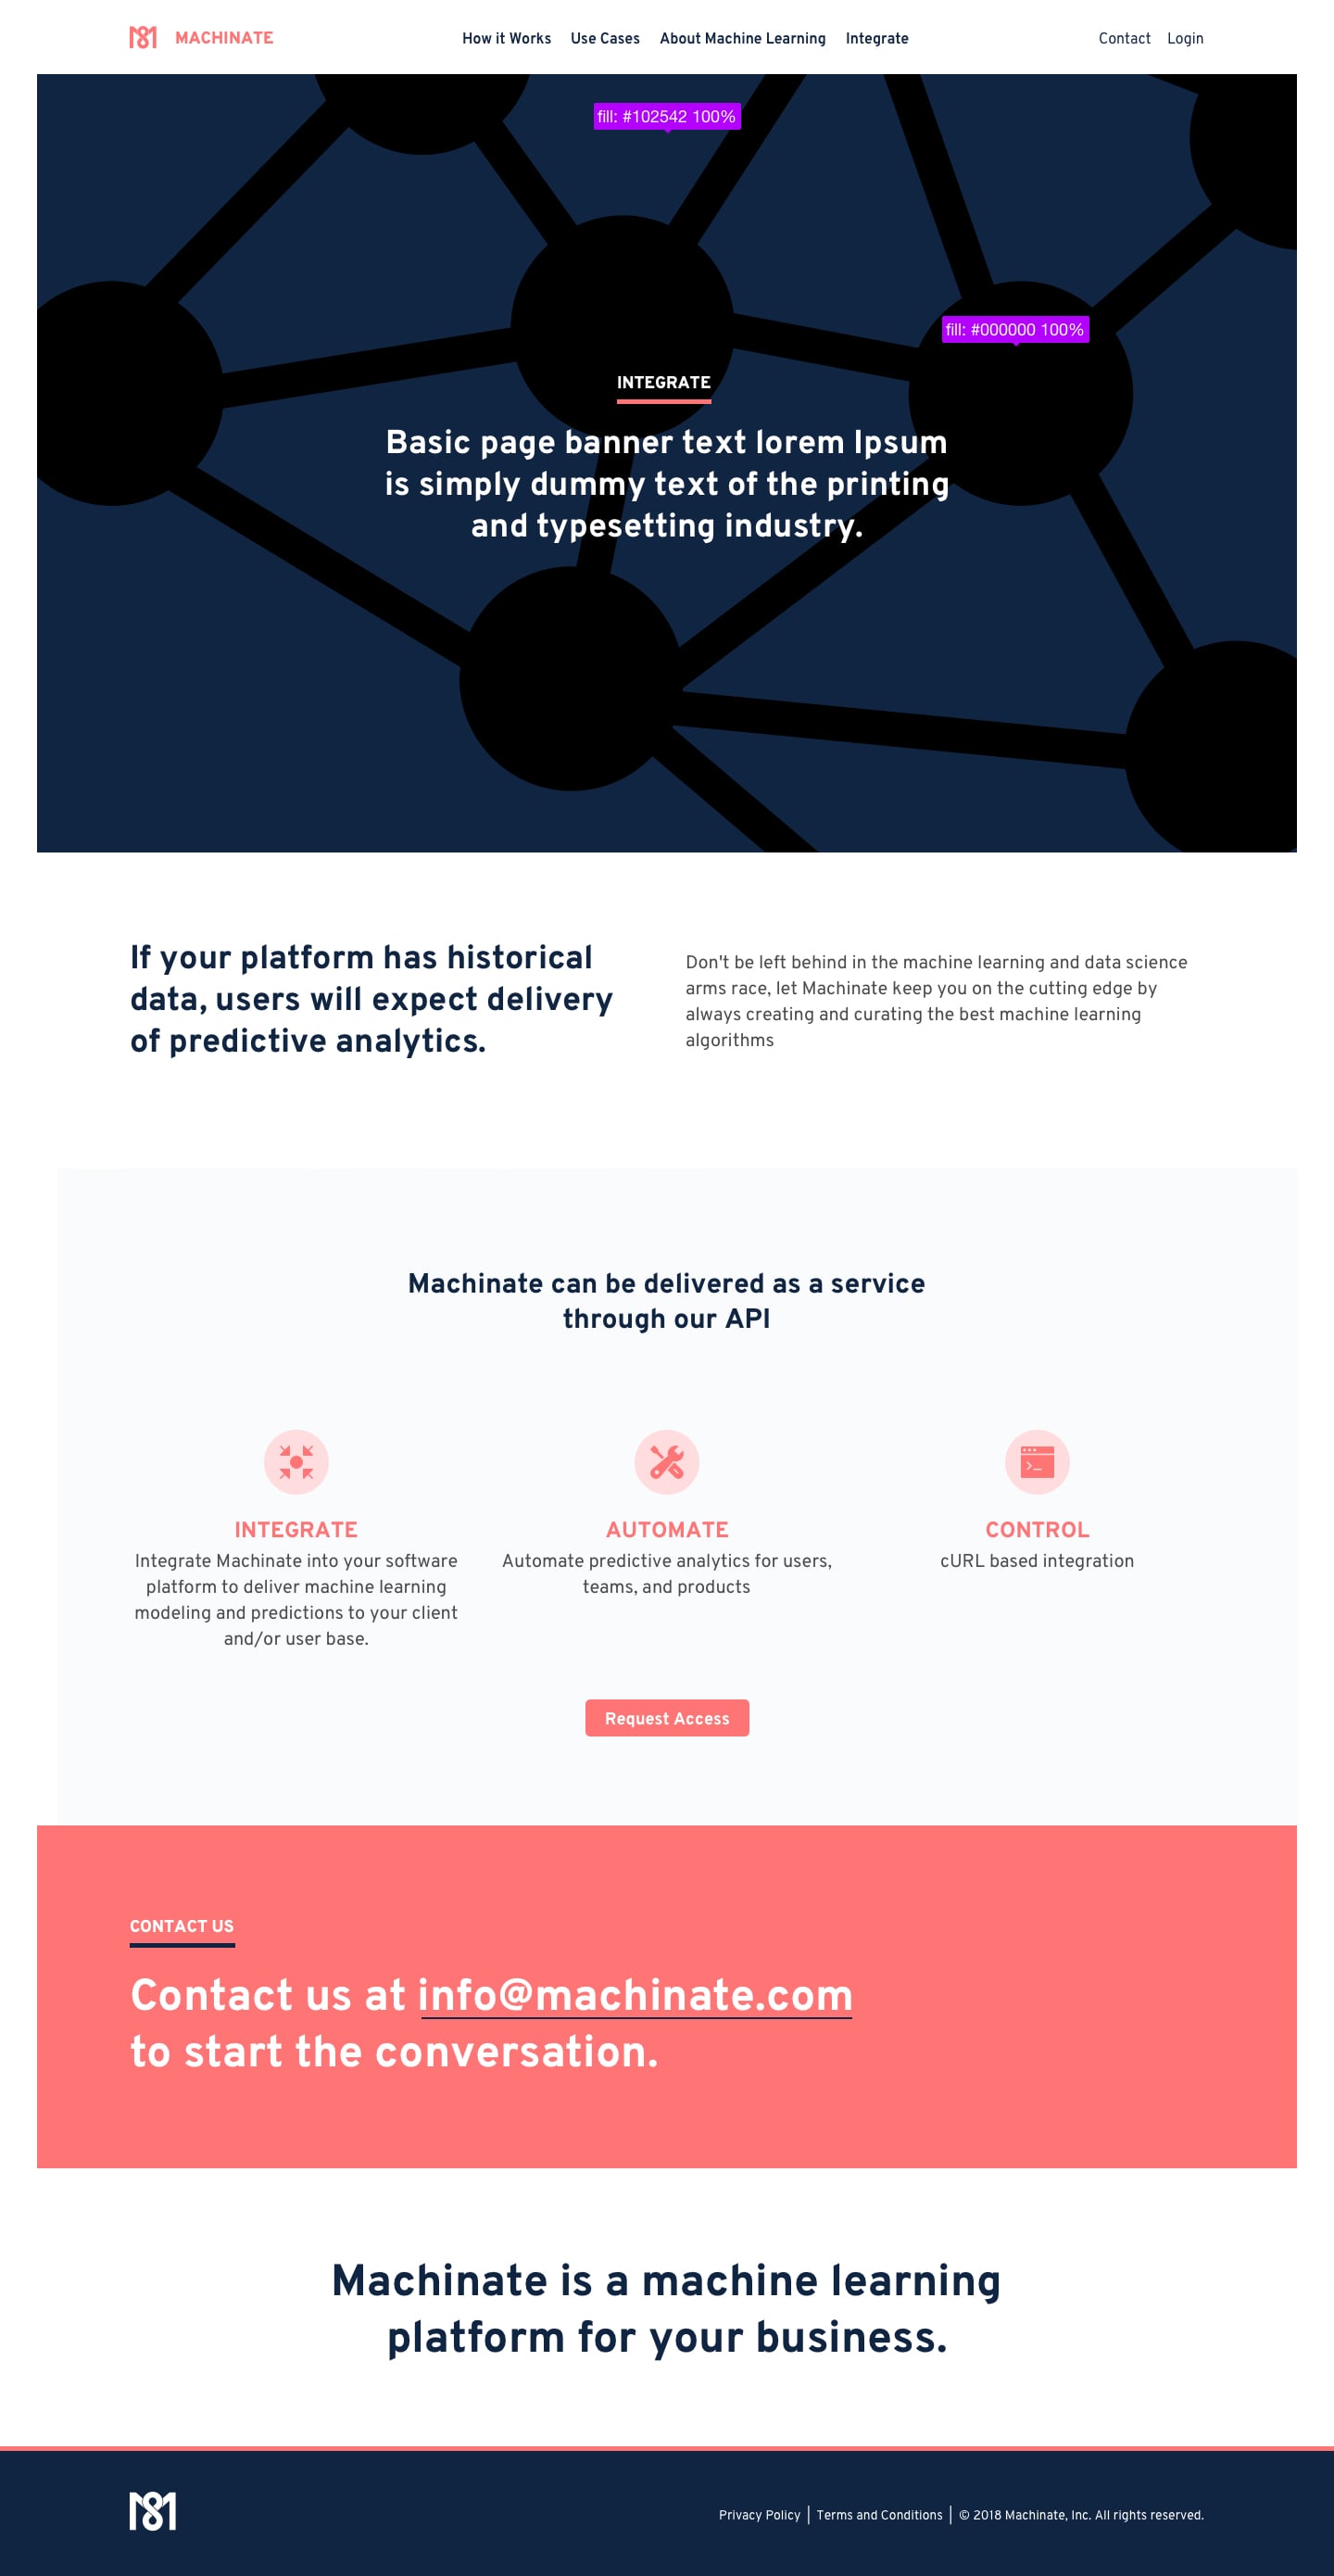 MACHINATE
How it Works Use Cases About Machine Learning Integrate
Contact Login
fill: #102542 100%
fill: #000000 100%
INTEGRATE
Basic page banner text lorem Ipsum
is simply dummy text of the printing
and typesetting industry.
If your platform has historical
data, users will expect delivery
of predictive analytics.
Don't be left behind in the machine learning and data science
arms race, let Machinate keep you on the cutting edge by
always creating and curating the best machine learning
algorithms
Machinate can be delivered as a service
through our API
INTEGRATE
Integrate Machinate into your software
platform to deliver machine learning
modeling and predictions to your client
and/or user base.
AUTOMATE
Automate predictive analytics for users,
teams, and products
CONTROL
cURL based integration
Request Access
CONTACT US
Contact us at info@machinate.com
to start the conversation.
Machinate is a machine learning
platform for your business.
Privacy Policy | Terms and Conditions | © 2018 Machinate, Inc. All rights reserved.